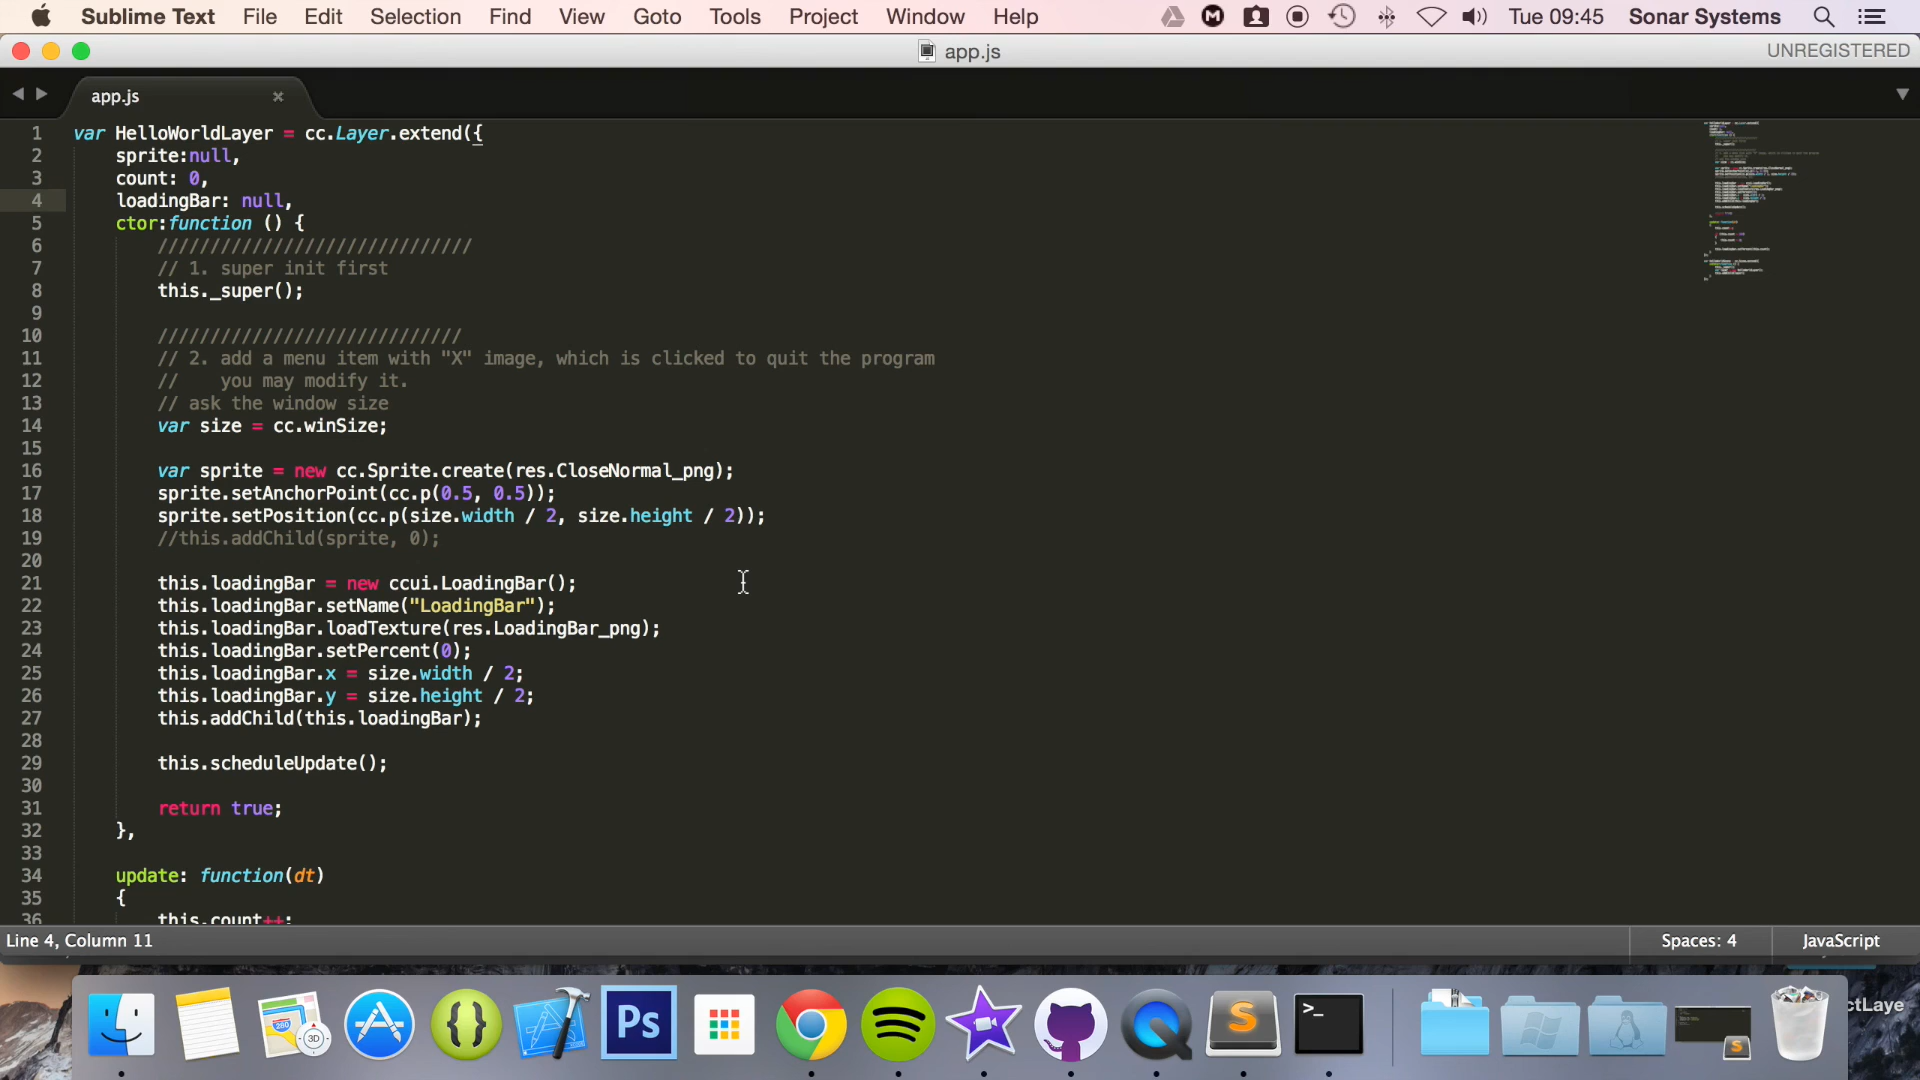 Sublime Text File Edit Selection Find View Goto Tools Project Window Help Tue 09:45 Sonar Systems
app.js UNREGISTERED
app.js
1 var HelloWorldLayer = cc.Layer.extend({
2 sprite:null,
3 count: 0,
4 loadingBar: null,
5 ctor:function () {
6 //////////////////////////////
7 // 1. super init first
8 this._super();
9
10 /////////////////////////////
11 // 2. add a menu item with "X" image, which is clicked to quit the program
12 //    you may modify it.
13 // ask the window size
14 var size = cc.winSize;
15
16 var sprite = new cc.Sprite.create(res.CloseNormal_png);
17 sprite.setAnchorPoint(cc.p(0.5, 0.5));
18 sprite.setPosition(cc.p(size.width / 2, size.height / 2));
19 //this.addChild(sprite, 0);
20
21 this.loadingBar = new ccui.LoadingBar();
22 this.loadingBar.setName("LoadingBar");
23 this.loadingBar.loadTexture(res.LoadingBar_png);
24 this.loadingBar.setPercent(0);
25 this.loadingBar.x = size.width / 2;
26 this.loadingBar.y = size.height / 2;
27 this.addChild(this.loadingBar);
28
29 this.scheduleUpdate();
30
31 return true;
32 },
33
34 update: function(dt)
35 {
36 this.count++;
Line 4, Column 11 Spaces: 4 JavaScript
ctLaye
280
3D
Ps
S
>_
S